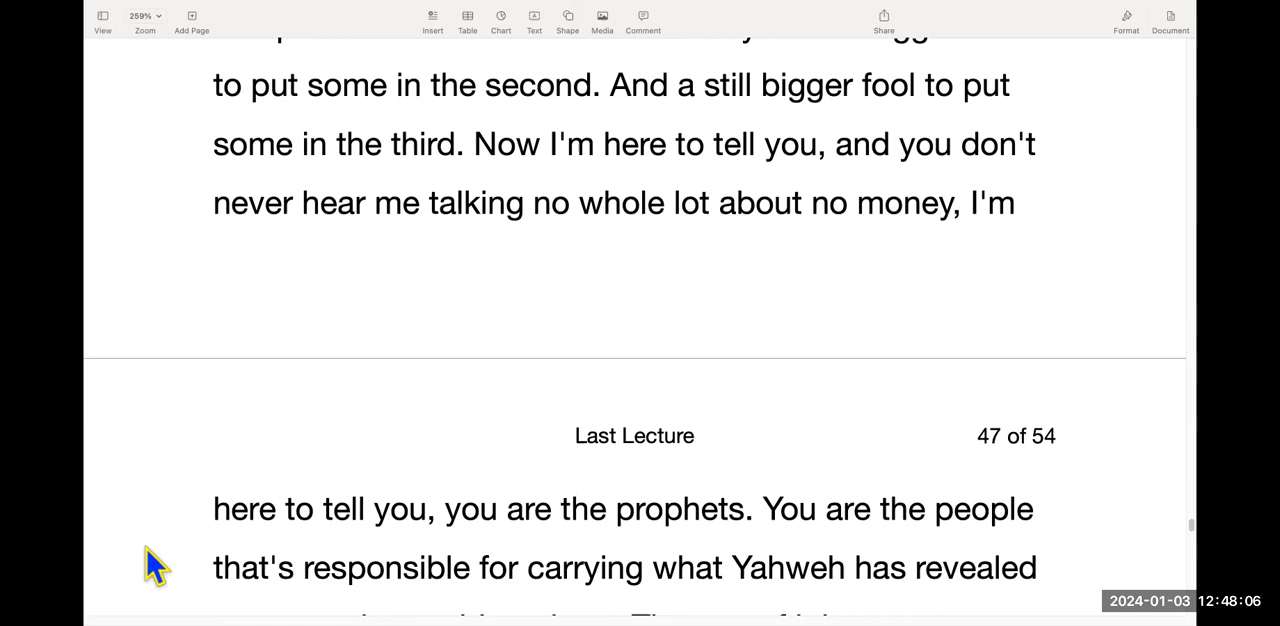 259%
View
Zoom
Add Page
Insert
Table
Chart
Text
Shape
Media
Comment
Share
Format
Document
to put some in the second. And a still bigger fool to put
some in the third. Now I'm here to tell you, and you don't
never hear me talking no whole lot about no money, I'm
Last Lecture 47 of 54
here to tell you, you are the prophets. You are the people
that's responsible for carrying what Yahweh has revealed
2024-01-03 12:48:06